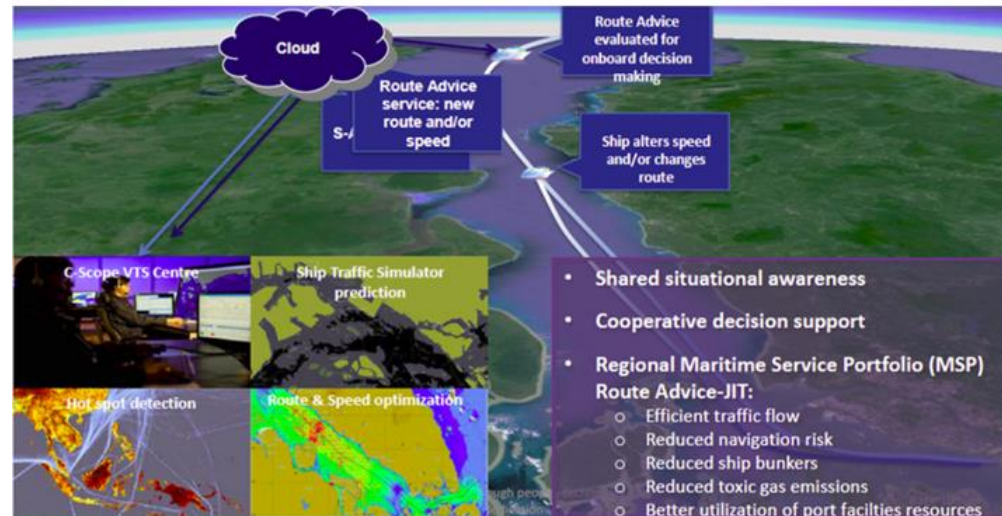 Cloud
Route Advice
evaluated for
onboard decision
making
Route Advice
service: new
route and/or
speed
S-A
Ship alters speed
and/or changes
route
C-Scope VTS Centre
Ship Traffic Simulator
prediction
Hot spot detection
Route & Speed optimization
• Shared situational awareness
• Cooperative decision support
• Regional Maritime Service Portfolio (MSP)
Route Advice-JIT:
o Efficient traffic flow
o Reduced navigation risk
o Reduced ship bunkers
o Reduced toxic gas emissions
o Better utilization of port facilties resources